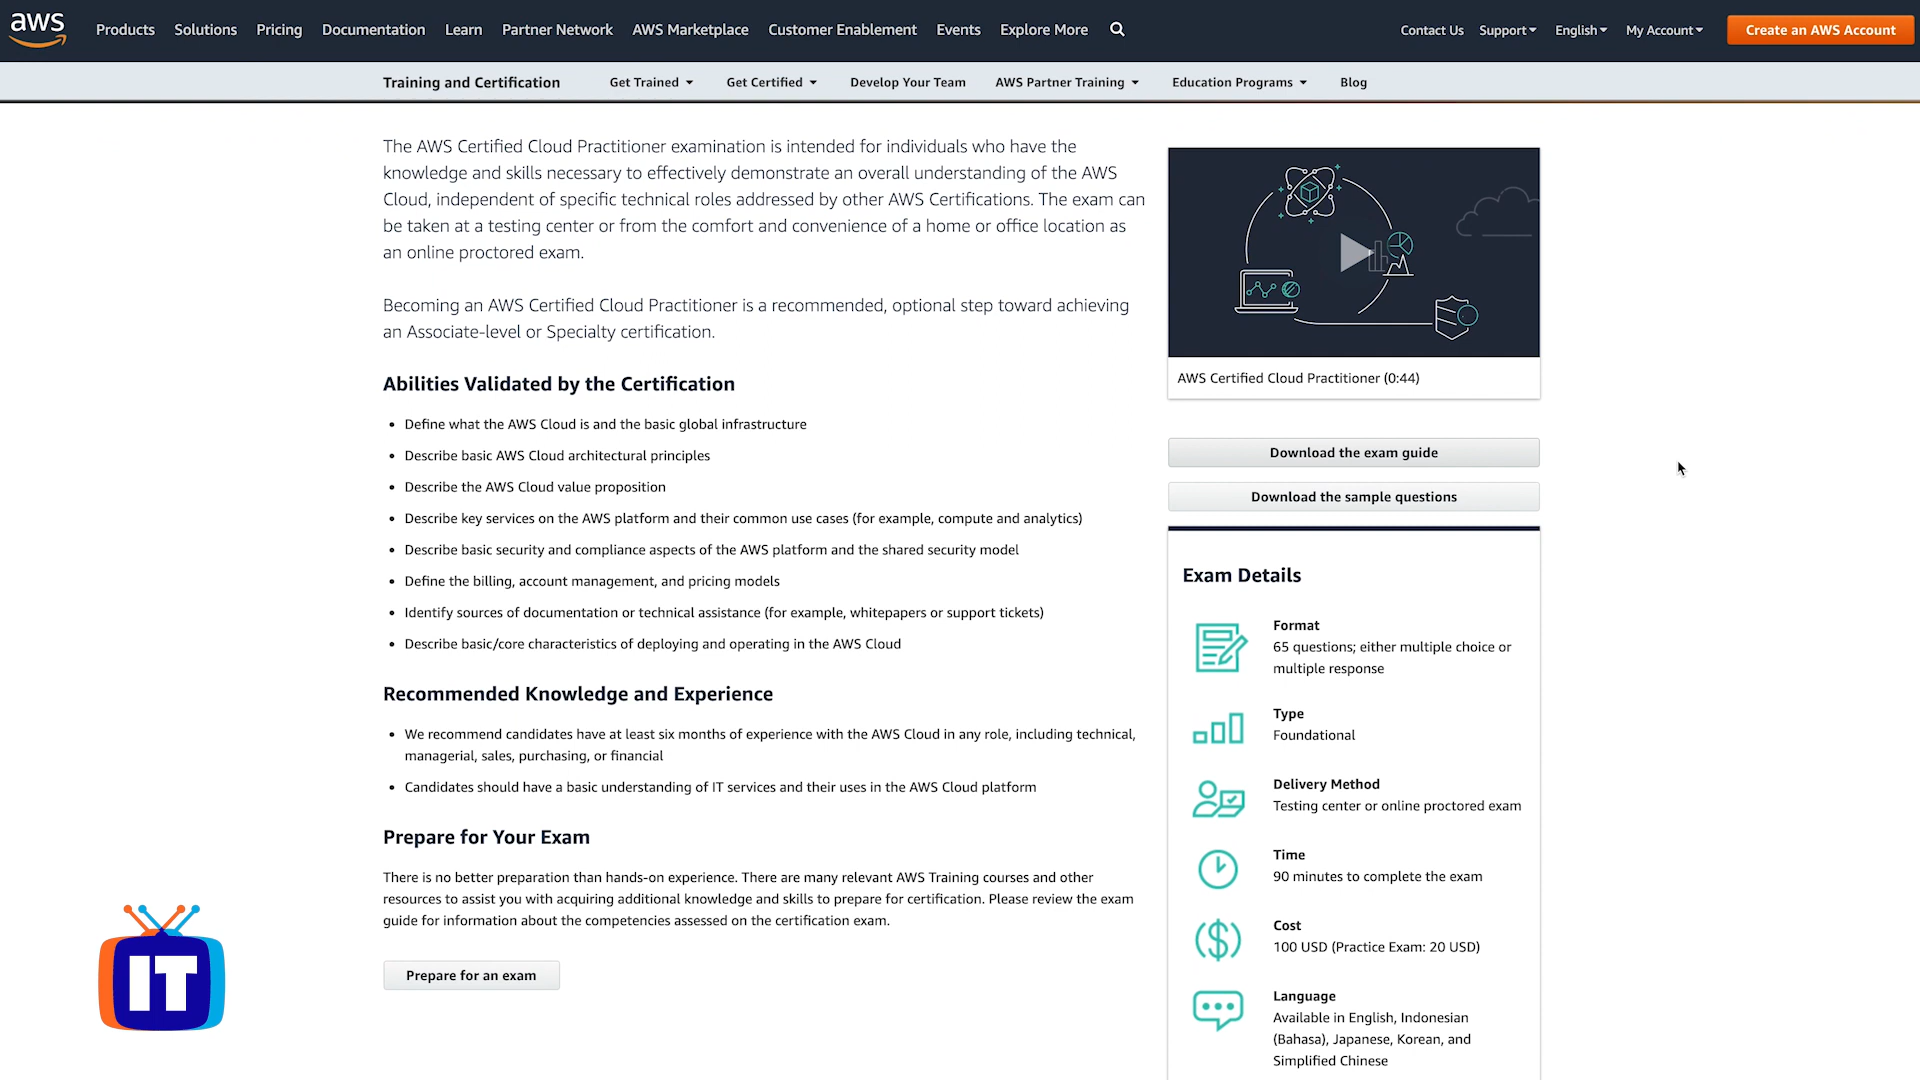 aws Products Solutions Pricing Documentation Learn Partner Network AWS Marketplace Customer Enablement Events Explore More Contact Us Support English My Account Create an AWS Account
Training and Certification Get Trained Get Certified Develop Your Team AWS Partner Training Education Programs Blog
The AWS Certified Cloud Practitioner examination is intended for individuals who have the
knowledge and skills necessary to effectively demonstrate an overall understanding of the AWS
Cloud, independent of specific technical roles addressed by other AWS Certifications. The exam can
be taken at a testing center or from the comfort and convenience of a home or office location as
an online proctored exam.
Becoming an AWS Certified Cloud Practitioner is a recommended, optional step toward achieving
an Associate-level or Specialty certification.
Abilities Validated by the Certification
• Define what the AWS Cloud is and the basic global infrastructure
• Describe basic AWS Cloud architectural principles
• Describe the AWS Cloud value proposition
• Describe key services on the AWS platform and their common use cases (for example, compute and analytics)
• Describe basic security and compliance aspects of the AWS platform and the shared security model
• Define the billing, account management, and pricing models
• Identify sources of documentation or technical assistance (for example, whitepapers or support tickets)
• Describe basic/core characteristics of deploying and operating in the AWS Cloud
Recommended Knowledge and Experience
• We recommend candidates have at least six months of experience with the AWS Cloud in any role, including technical,
managerial, sales, purchasing, or financial
• Candidates should have a basic understanding of IT services and their uses in the AWS Cloud platform
Prepare for Your Exam
There is no better preparation than hands-on experience. There are many relevant AWS Training courses and other
resources to assist you with acquiring additional knowledge and skills to prepare for certification. Please review the exam
guide for information about the competencies assessed on the certification exam.
Prepare for an exam
IT
AWS Certified Cloud Practitioner (0:44)
Download the exam guide
Download the sample questions
Exam Details
Format
65 questions; either multiple choice or
multiple response
Type
Foundational
Delivery Method
Testing center or online proctored exam
Time
90 minutes to complete the exam
Cost
100 USD (Practice Exam: 20 USD)
Language
Available in English, Indonesian
(Bahasa), Japanese, Korean, and
Simplified Chinese